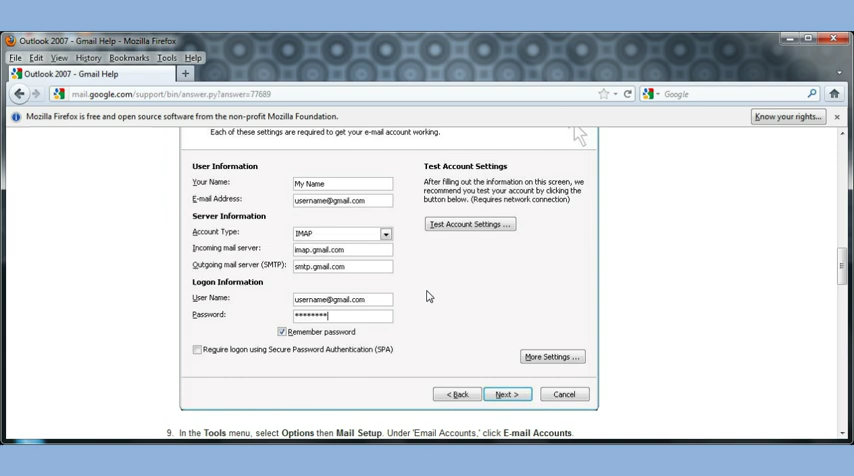 Outlook 2007 - Gmail Help - Mozilla Firefox
File Edit View History Bookmarks Tools Help
Outlook 2007 - Gmail Help +
mail.google.com/support/bin/answer.py?answer=77689 Google
Mozilla Firefox is free and open source software from the non-profit Mozilla Foundation. Know your rights...
Each of these settings are required to get your e-mail account working.
User Information
Your Name: My Name
E-mail Address: username@gmail.com
Server Information
Account Type: IMAP
Incoming mail server: imap.gmail.com
Outgoing mail server (SMTP): smtp.gmail.com
Logon Information
User Name: username@gmail.com
Password: ********
Remember password
Require logon using Secure Password Authentication (SPA)
Test Account Settings
After filling out the information on this screen, we
recommend you test your account by clicking the
button below. (Requires network connection)
Test Account Settings ...
More Settings ...
< Back Next > Cancel
9. In the Tools menu, select Options then Mail Setup. Under 'Email Accounts,' click E-mail Accounts.